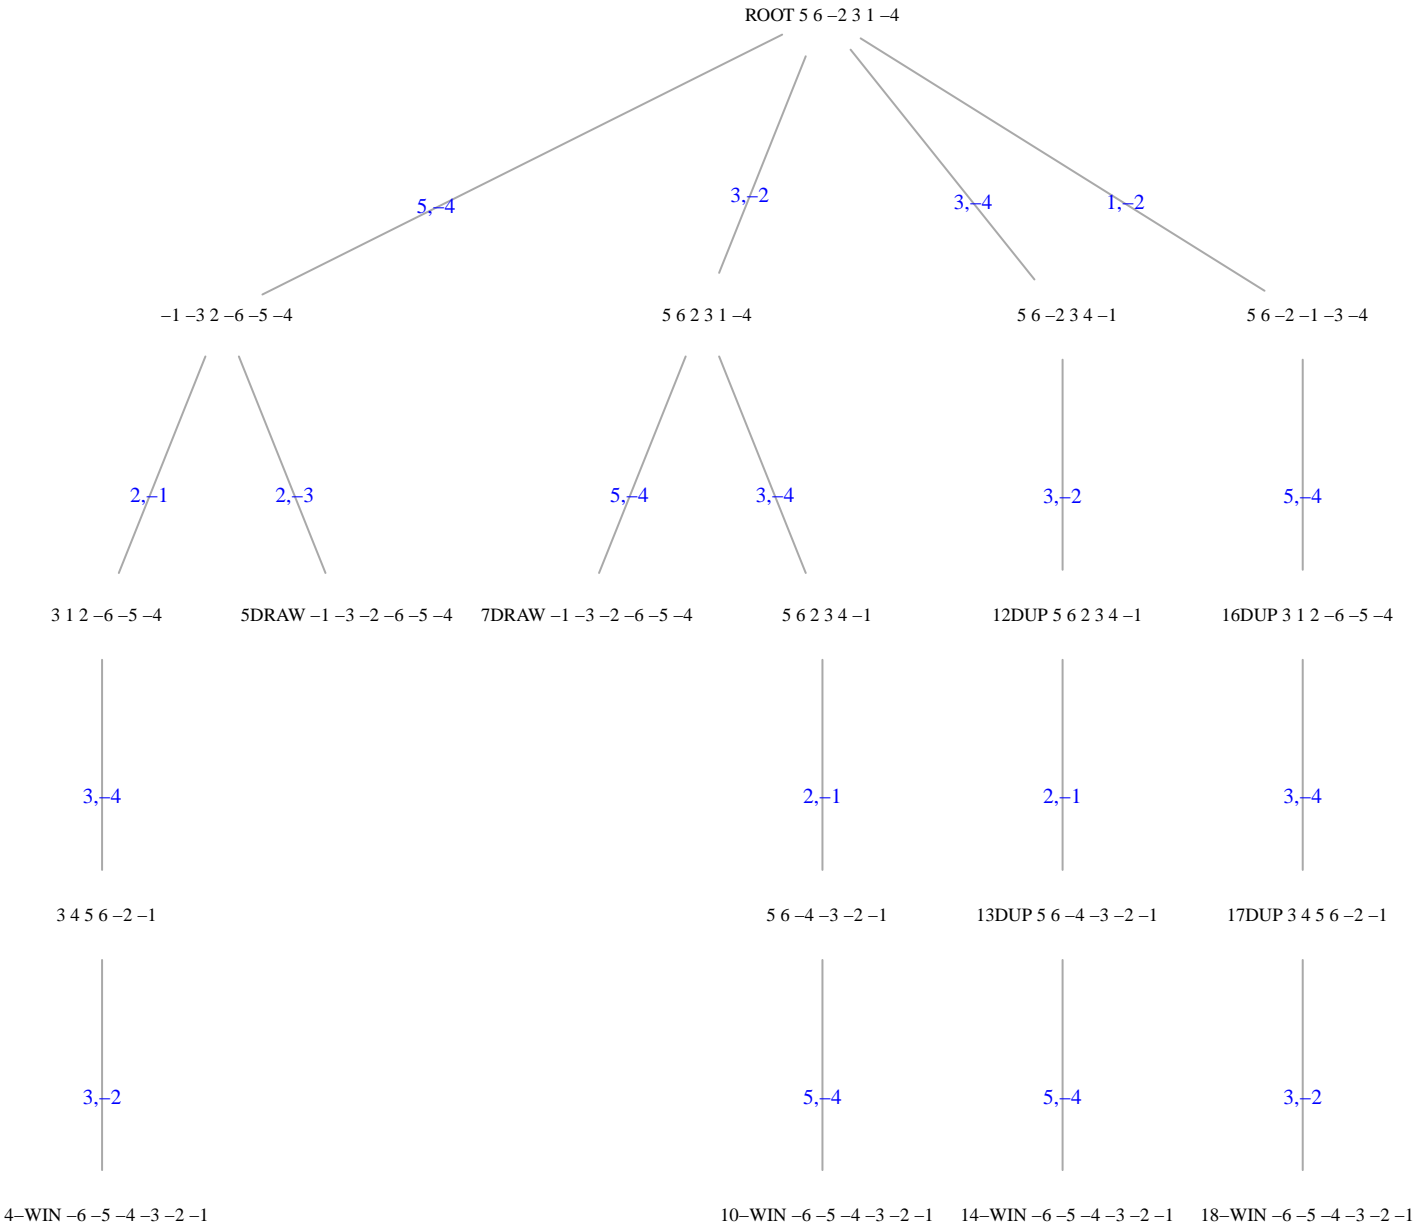 ROOT 5 6 −2 3 1 −4
5,−4
3,−2
3,−4
1,−2
−1 −3 2 −6 −5 −4
5 6 2 3 1 −4
5 6 −2 3 4 −1
5 6 −2 −1 −3 −4
2,−1
2,−3
5,−4
3,−4
3,−2
5,−4
3 1 2 −6 −5 −4
5DRAW −1 −3 −2 −6 −5 −4
7DRAW −1 −3 −2 −6 −5 −4
5 6 2 3 4 −1
12DUP 5 6 2 3 4 −1
16DUP 3 1 2 −6 −5 −4
3,−4
2,−1
2,−1
3,−4
3 4 5 6 −2 −1
5 6 −4 −3 −2 −1
13DUP 5 6 −4 −3 −2 −1
17DUP 3 4 5 6 −2 −1
3,−2
5,−4
5,−4
3,−2
4−WIN −6 −5 −4 −3 −2 −1
10−WIN −6 −5 −4 −3 −2 −1
14−WIN −6 −5 −4 −3 −2 −1
18−WIN −6 −5 −4 −3 −2 −1